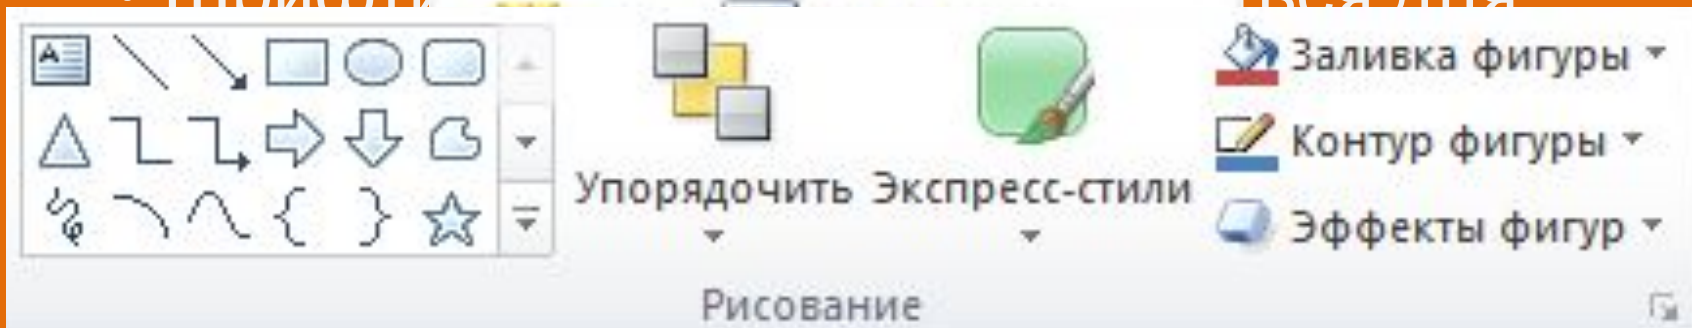 Заливка фигуры
Контур фигуры
Упорядочить Экспресс-стили
Эффекты фигур
Рисование